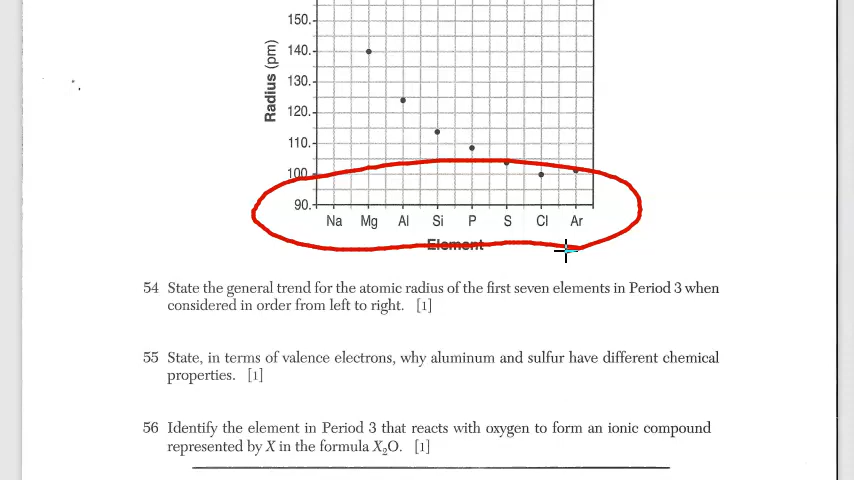 150.
140.
130.
120.
110.
100.
90.
Radius (pm)
Na Mg Al Si P S Cl Ar
Element
54 State the general trend for the atomic radius of the first seven elements in Period 3 when
considered in order from left to right. [1]
55 State, in terms of valence electrons, why aluminum and sulfur have different chemical
properties. [1]
56 Identify the element in Period 3 that reacts with oxygen to form an ionic compound
represented by X in the formula X₂O. [1]